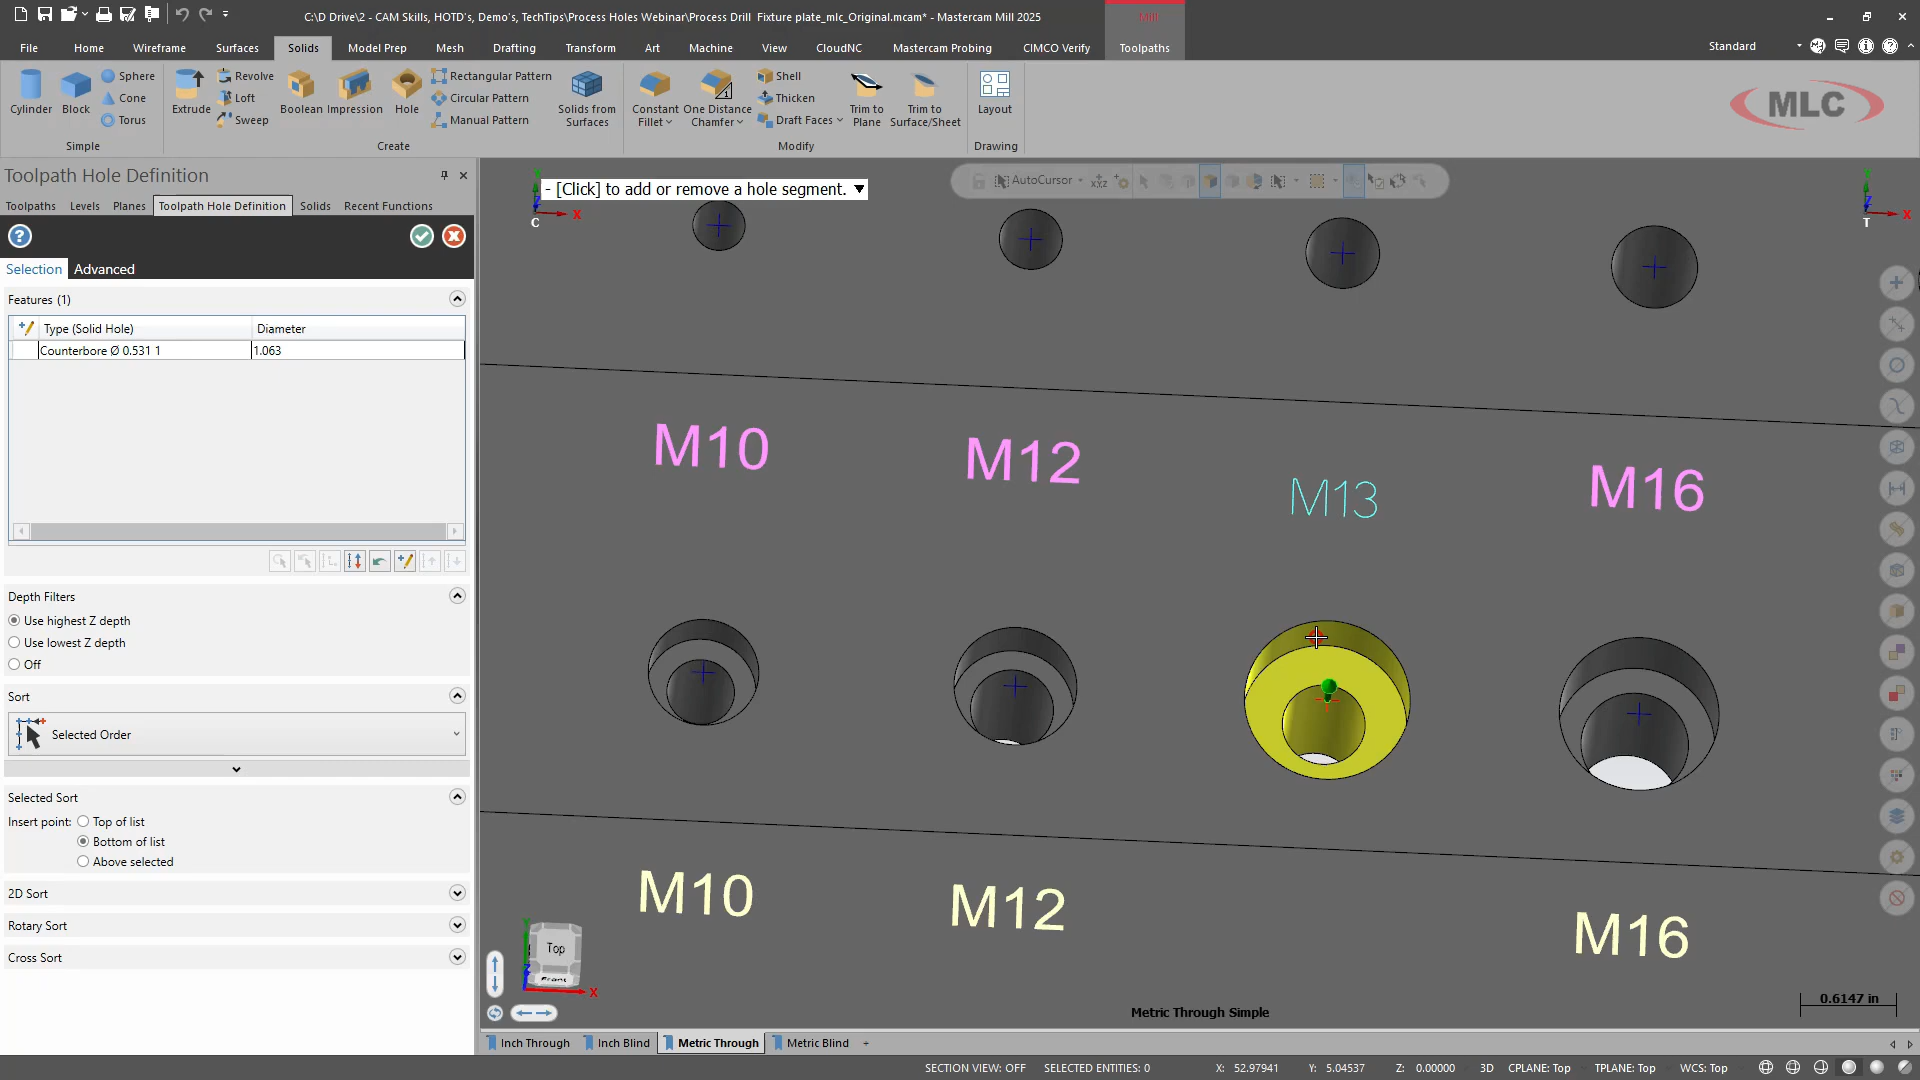 C:\D Drive\2 - CAM Skills, HOTD's, Demo's, TechTips\Process Holes Webinar\Process Drill  Fixture plate_mlc_Original.mcam* - Mastercam Mill 2025
Mill
File Home Wireframe Surfaces Solids Model Prep Mesh Drafting Transform Art Machine View CloudNC Mastercam Probing CIMCO Verify Toolpaths
Standard
Cylinder Block Sphere Cone Torus
Simple
Extrude Revolve Loft Sweep Boolean Impression Hole Rectangular Pattern Circular Pattern Manual Pattern Solids from Surfaces
Create
Constant Fillet One Distance Chamfer Shell Thicken Draft Faces Trim to Plane Trim to Surface/Sheet
Modify
Layout
Drawing
MLC
Toolpath Hole Definition
Toolpaths Levels Planes Toolpath Hole Definition Solids Recent Functions
Selection Advanced
Features (1)
Type (Solid Hole) Diameter
Counterbore Ø 0.531 1 1.063
Depth Filters
Use highest Z depth
Use lowest Z depth
Off
Sort
Selected Order
Selected Sort
Insert point: Top of list
Bottom of list
Above selected
2D Sort
Rotary Sort
Cross Sort
- [Click] to add or remove a hole segment.
AutoCursor
Z X
C
Y Z X
T
M10 M12 M13 M16
M10 M12 M16
Top
Front
Y Z X
Metric Through Simple
0.6147 in
Inch Through Inch Blind Metric Through Metric Blind +
SECTION VIEW: OFF SELECTED ENTITIES: 0 X: 52.97941 Y: 5.04537 Z: 0.00000 3D CPLANE: Top TPLANE: Top WCS: Top